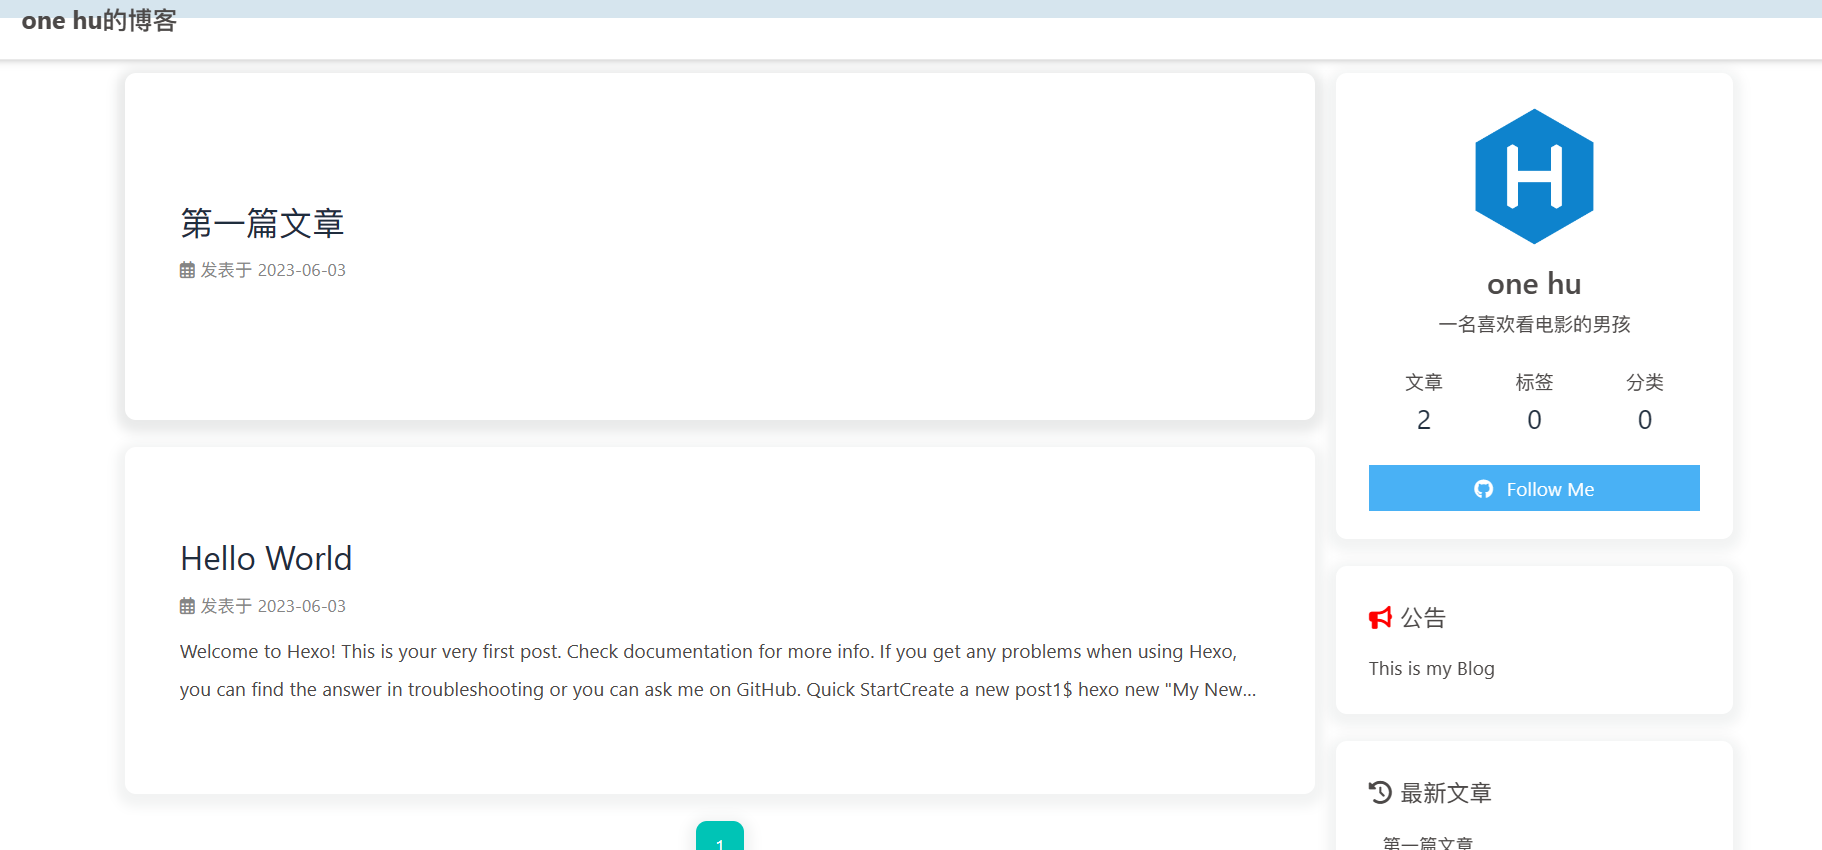 one hu的博客
第一篇文章
发表于 2023-06-03
Hello World
发表于 2023-06-03
Welcome to Hexo! This is your very first post. Check documentation for more info. If you get any problems when using Hexo,
you can find the answer in troubleshooting or you can ask me on GitHub. Quick StartCreate a new post1$ hexo new "My New...
1
H
one hu
一名喜欢看电影的男孩
文章 标签 分类
2 0 0
Follow Me
公告
This is my Blog
最新文章
第一篇文章